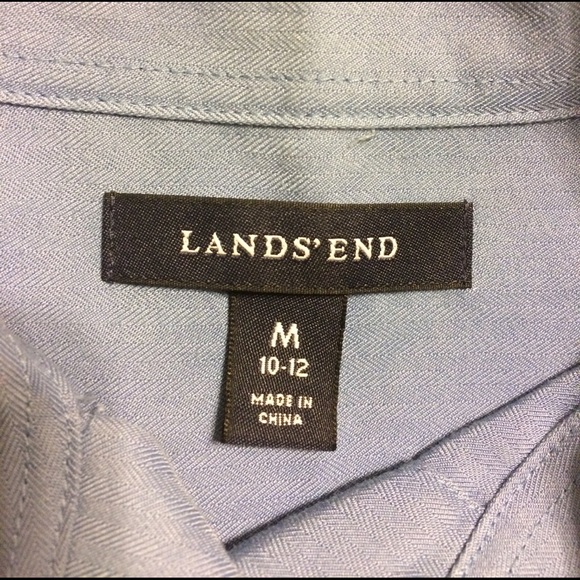 LANDS' END
M
10-12
MADE IN
CHINA